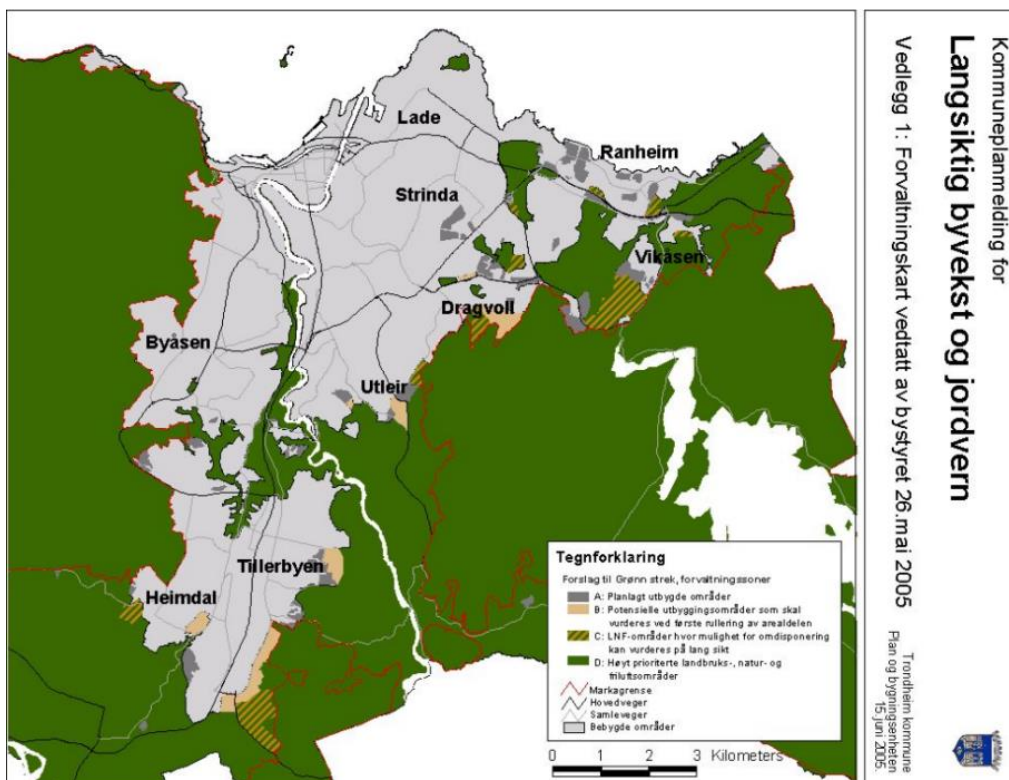 Kommuneplanmelding for
Langsiktig byvekst og jordvern
Vedlegg 1: Forvaltningskart vedtatt av bystyret 26.mai 2005
Trondheim kommune
Plan og bygningsenheten
15.juni 2005.
Lade
Ranheim
Strinda
Vikåsen
Dragvoll
Byåsen
Utleir
Tillerbyen
Heimdal
Tegnforklaring
Forslag til Grønn strek, forvaltningssoner
A: Planlagt utbygde områder
B: Potensielle utbyggingsområder som skal
vurderes ved første rullering av arealdelen
C: LNF-områder hvor mulighet for omdisponering
kan vurderes på lang sikt
D: Høyt prioriterte landbruks-, natur- og
friluftsområder
Markagrense
Hovedveger
Samleveger
Bebygde områder
0 1 2 3 Kilometers